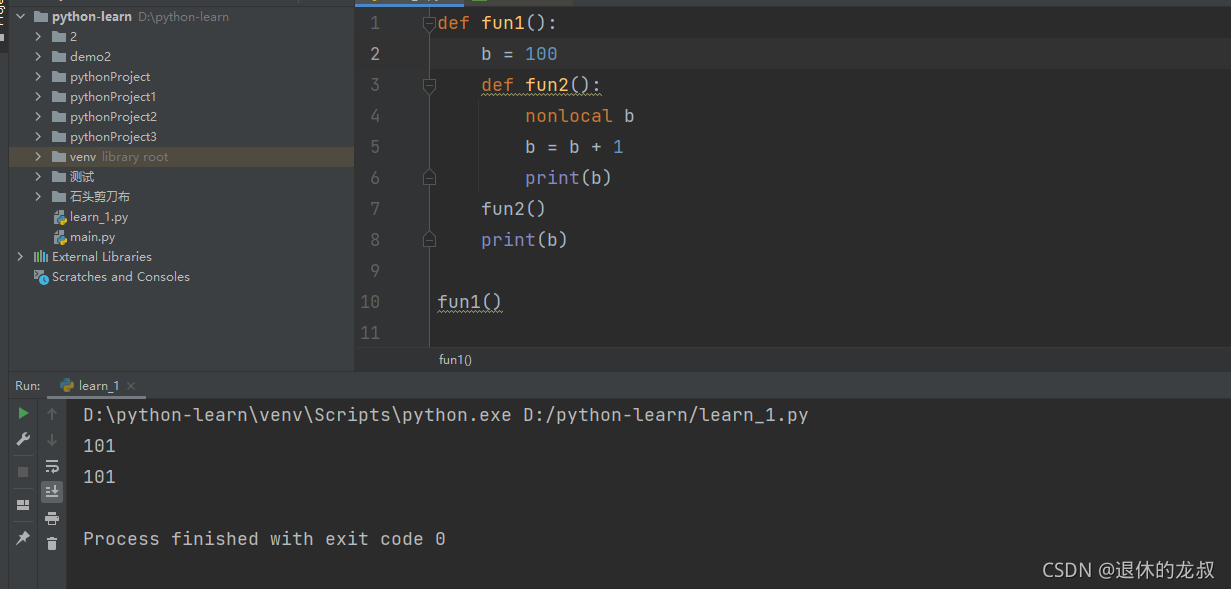 python-learn D:\python-learn
2
demo2
pythonProject
pythonProject1
pythonProject2
pythonProject3
venv library root
测试
石头剪刀布
learn_1.py
main.py
External Libraries
Scratches and Consoles
1 def fun1():
2 b = 100
3 def fun2():
4 nonlocal b
5 b = b + 1
6 print(b)
7 fun2()
8 print(b)
9
10 fun1()
11
fun1()
Run: learn_1
D:\python-learn\venv\Scripts\python.exe D:/python-learn/learn_1.py
101
101
Process finished with exit code 0
CSDN @退休的龙叔